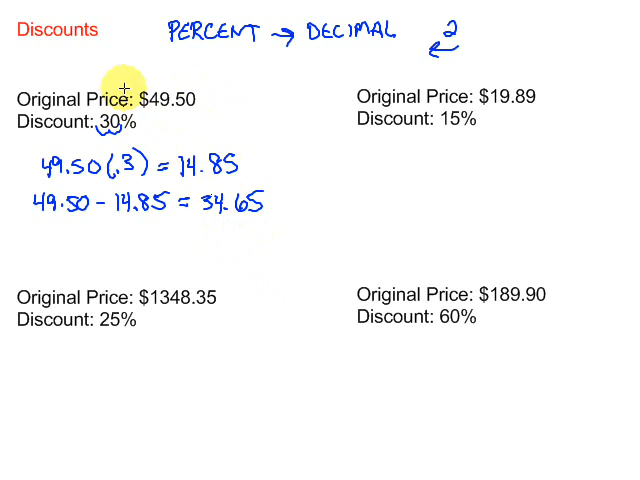 Discounts
PERCENT → DECIMAL 2
Original Price: $49.50
Discount: 30%
49.50(.3) = 14.85
49.50 - 14.85 = 34.65
Original Price: $19.89
Discount: 15%
Original Price: $1348.35
Discount: 25%
Original Price: $189.90
Discount: 60%